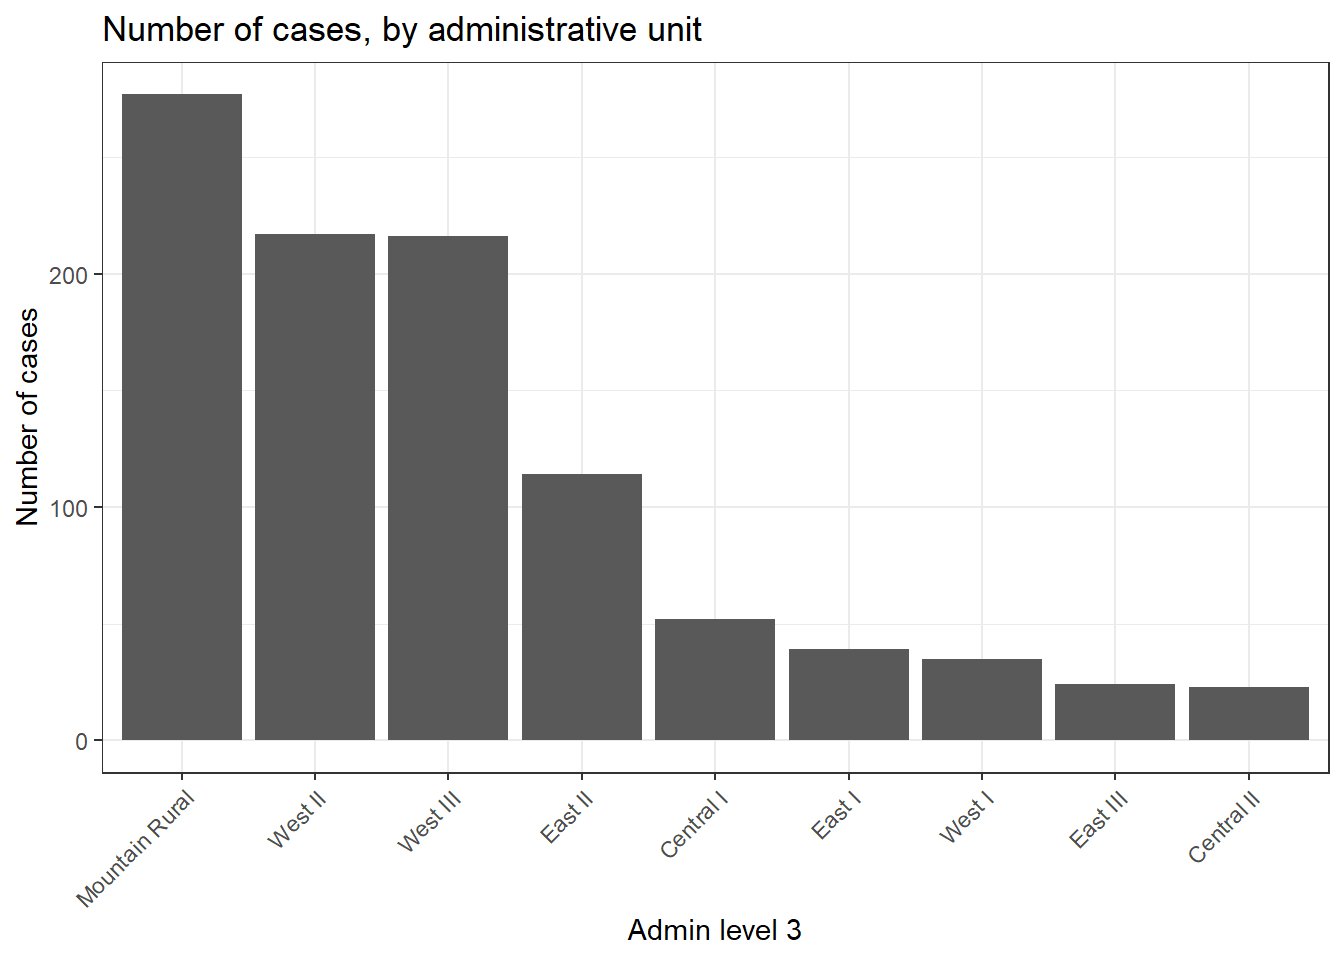 Number of cases, by administrative unit
Number of cases
200
100
0
Mountain Rural
West II
West III
East II
Central I
East I
West I
East III
Central II
Admin level 3